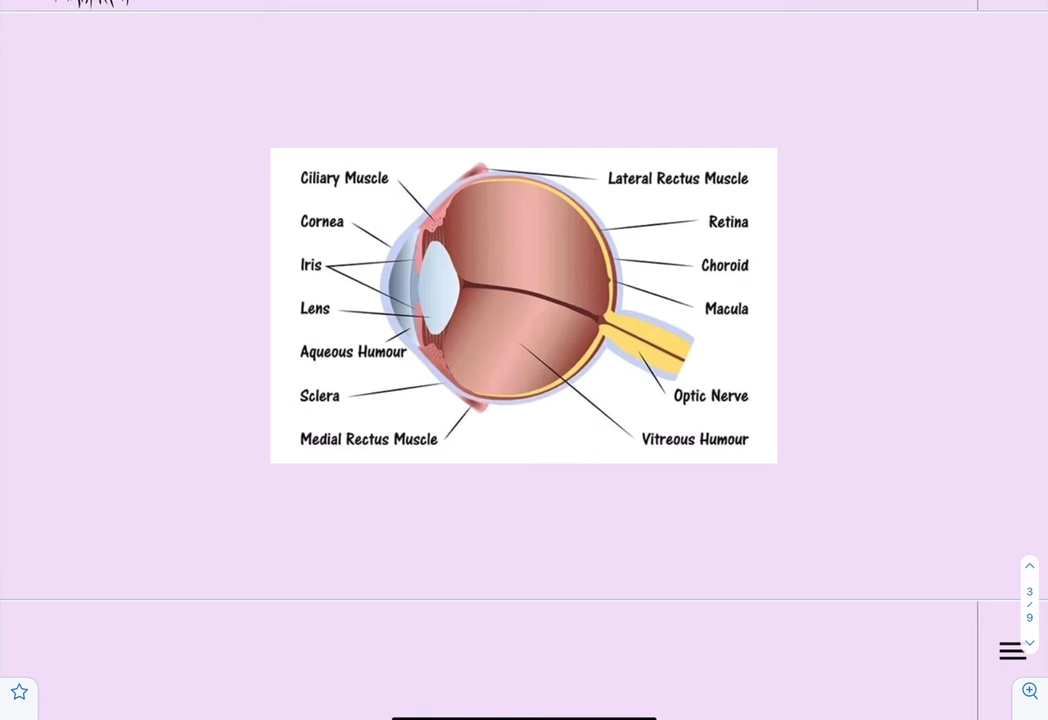 Ciliary Muscle
Cornea
Iris
Lens
Aqueous Humour
Sclera
Medial Rectus Muscle
Lateral Rectus Muscle
Retina
Choroid
Macula
Optic Nerve
Vitreous Humour
3
/
9